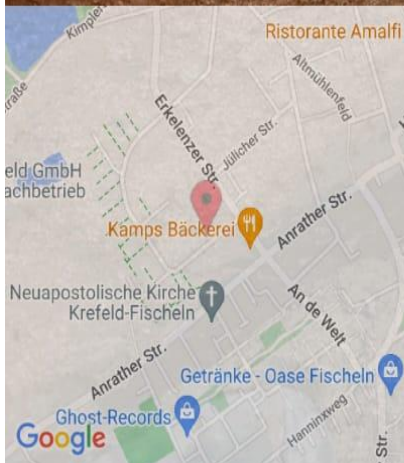 Ristorante Amalfi
Kimpler
straße
Altmühlenfeld
Erkelenzer Str.
Jülicher Str.
eld GmbH
achbetrieb
Kamps Bäckerei
Anrather Str.
Neuapostolische Kirche
Krefeld-Fischeln
An de Welt
Anrather Str.
Getränke - Oase Fischeln
Ghost-Records
Hanninxweg
Google
Str.